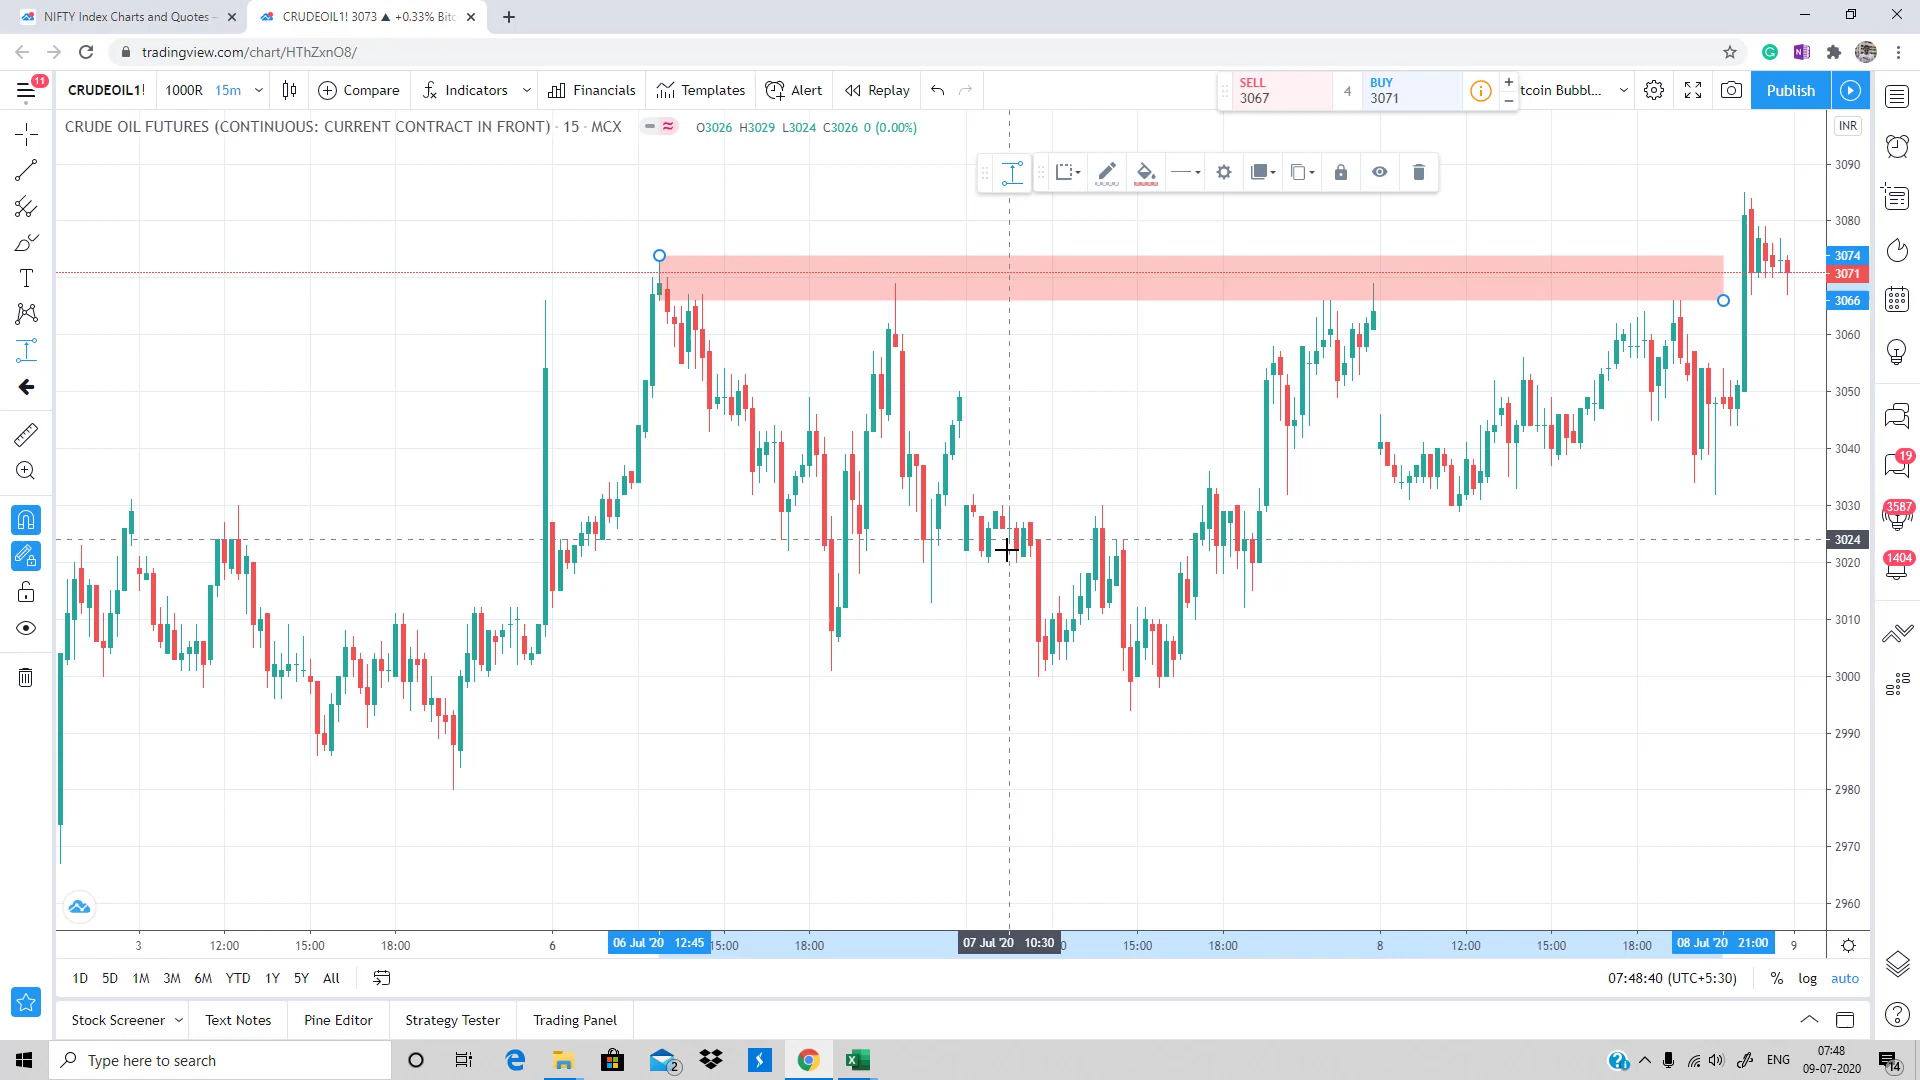 NIFTY Index Charts and Quotes
CRUDEOIL1! 3073 ▲ +0.33% Bitc
tradingview.com/chart/HThZxnO8/
11
CRUDEOIL1!
1000R 15m
Compare
Indicators
Financials
Templates
Alert
Replay
SELL
3067
4
BUY
3071
tcoin Bubbl...
Publish
CRUDE OIL FUTURES (CONTINUOUS: CURRENT CONTRACT IN FRONT) · 15 · MCX
O3026 H3029 L3024 C3026 0 (0.00%)
INR
3090
3080
3074
3071
3066
3060
3050
3040
3030
3024
3020
3010
3000
2990
2980
2970
2960
19
3587
1404
3 12:00 15:00 18:00 6 06 Jul '20 12:45 15:00 18:00 07 Jul '20 10:30 0 15:00 18:00 8 12:00 15:00 18:00 08 Jul '20 21:00 9
1D 5D 1M 3M 6M YTD 1Y 5Y All
07:48:40 (UTC+5:30) % log auto
Stock Screener Text Notes Pine Editor Strategy Tester Trading Panel
Type here to search
2
ENG
07:48
09-07-2020
14